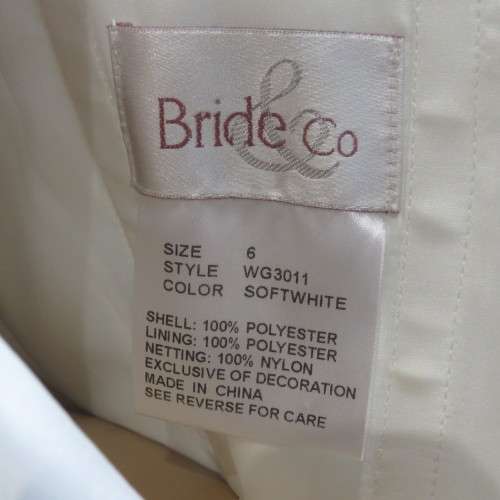 Bride & Co
SIZE 6
STYLE WG3011
COLOR SOFTWHITE
SHELL: 100% POLYESTER
LINING: 100% POLYESTER
NETTING: 100% NYLON
EXCLUSIVE OF DECORATION
MADE IN CHINA
SEE REVERSE FOR CARE